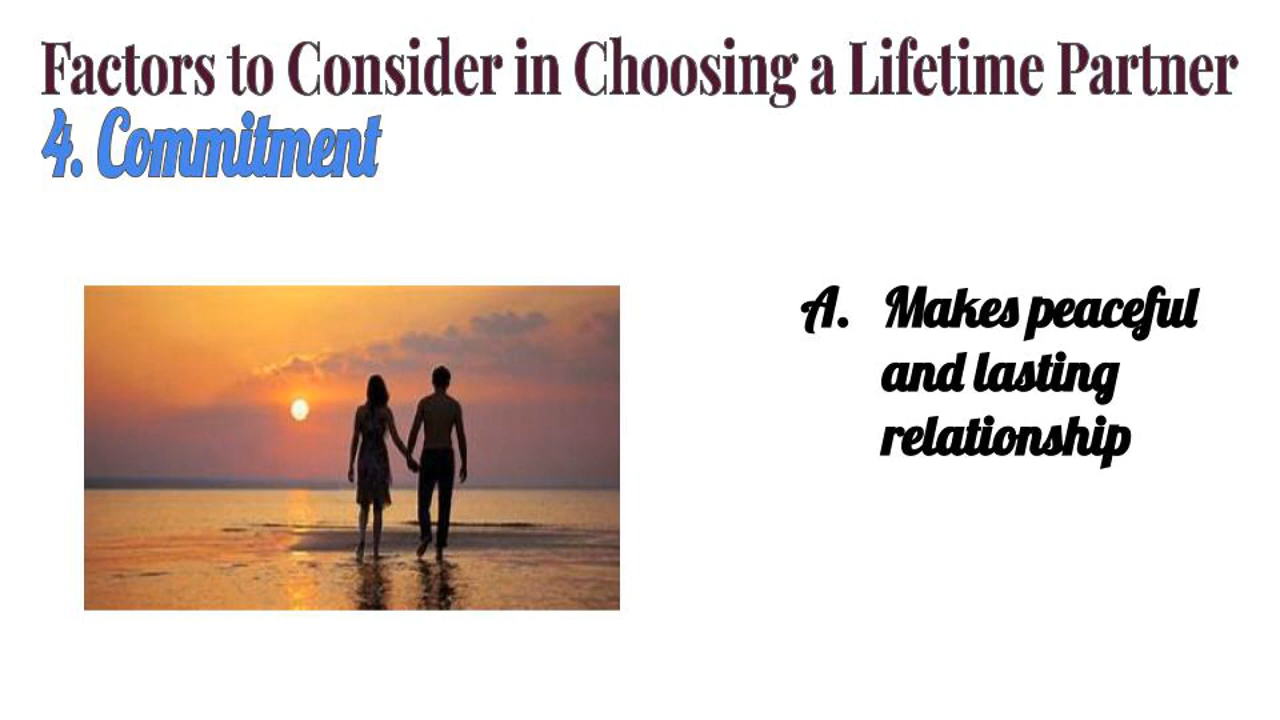 Factors to Consider in Choosing a Lifetime Partner
4. Commitment
A. Makes peaceful
and lasting
relationship